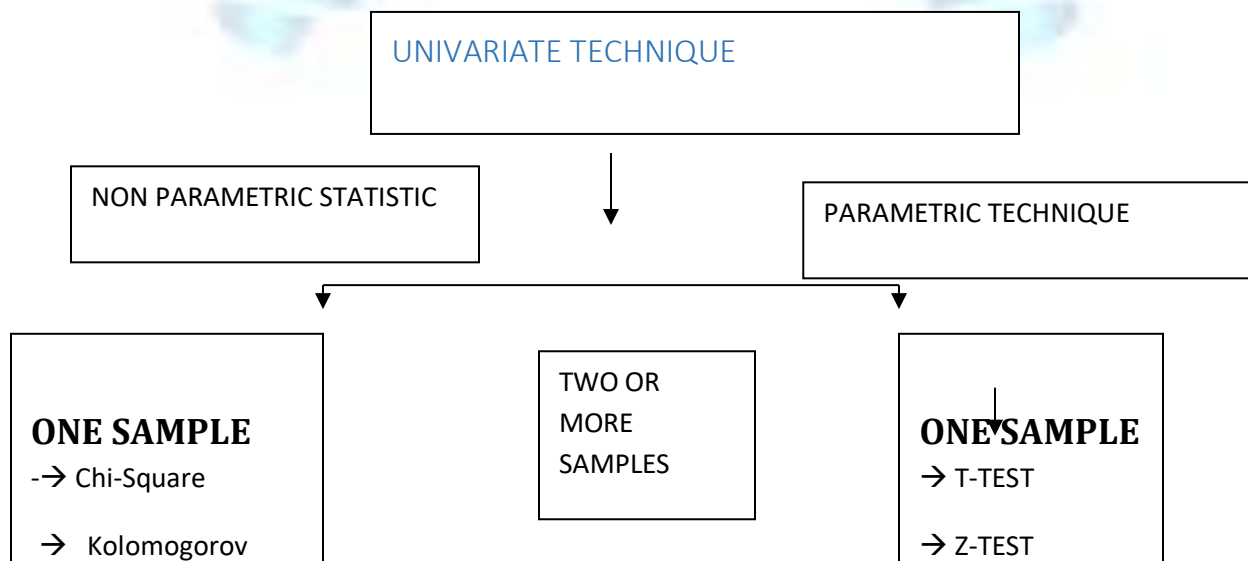 UNIVARIATE TECHNIQUE
NON PARAMETRIC STATISTIC
PARAMETRIC TECHNIQUE
ONE SAMPLE
-→ Chi-Square
→ Kolomogorov
TWO OR
MORE
SAMPLES
ONE SAMPLE
→ T-TEST
→ Z-TEST